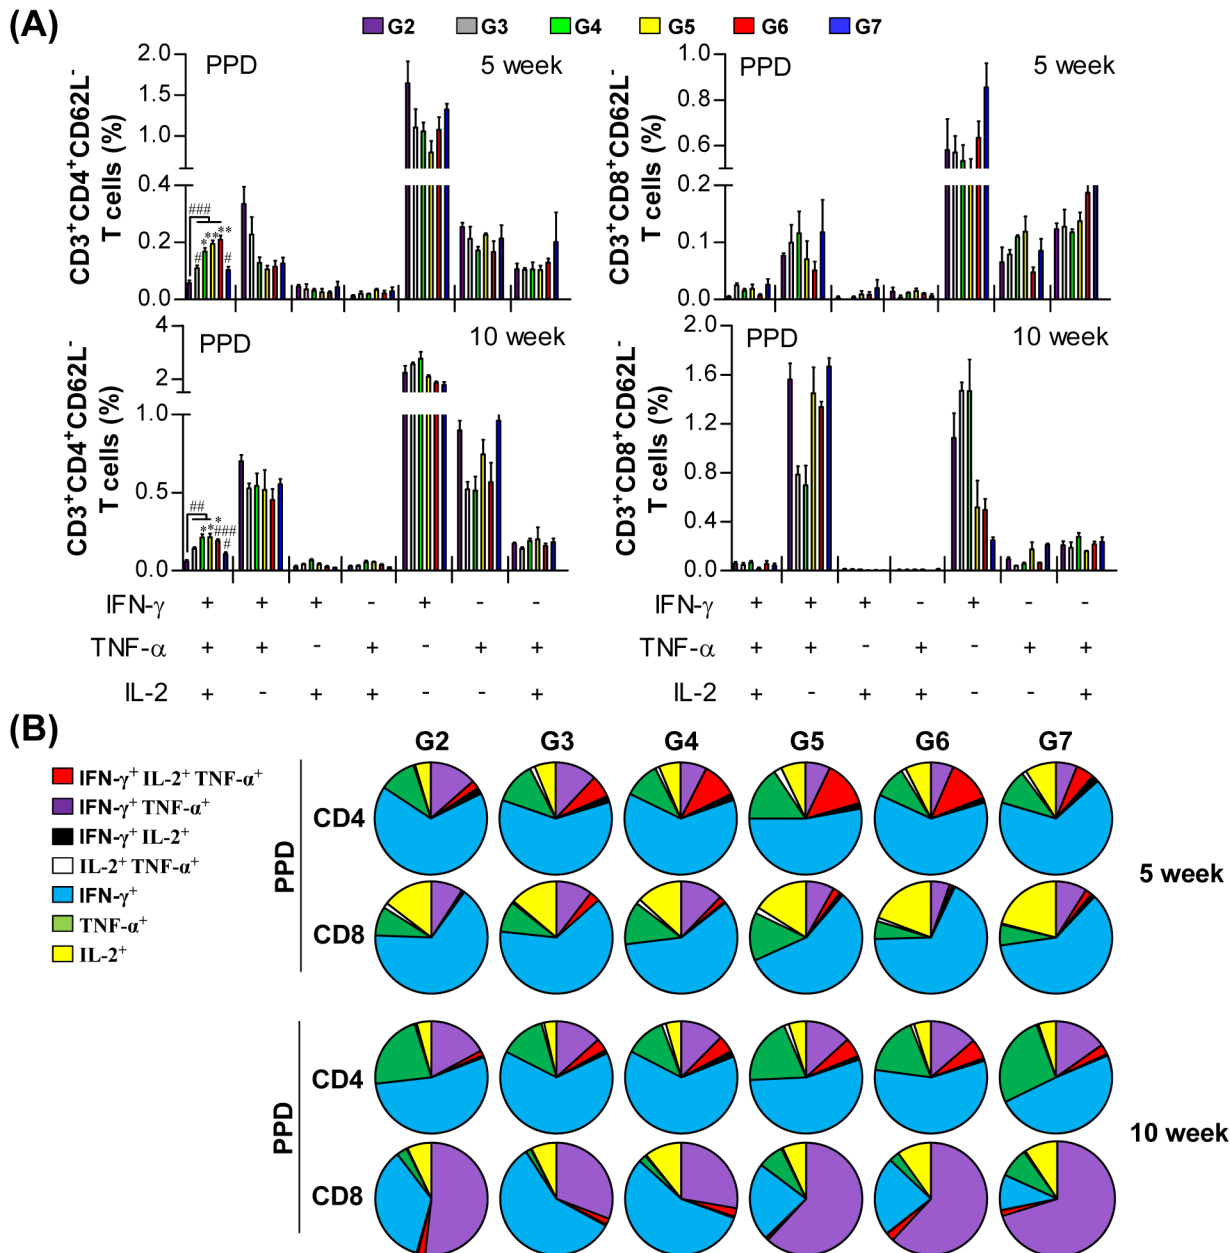 (A)
G2 G3 G4 G5 G6 G7
CD3⁺CD4⁺CD62L⁻
T cells (%)
2.0
1.5
1.0
0.4
0.2
0.0
PPD
5 week
###
#
*
**
**
#
CD3⁺CD8⁺CD62L⁻
T cells (%)
1.0
0.8
0.6
0.2
0.1
0.0
PPD
5 week
CD3⁺CD4⁺CD62L⁻
T cells (%)
4
2
1.0
0.5
0.0
PPD
10 week
##
*
*
*
###
#
CD3⁺CD8⁺CD62L⁻
T cells (%)
2.0
1.6
1.2
0.8
0.4
0.0
PPD
10 week
IFN-γ + + + - + - -
TNF-α + + - + - + +
IL-2 + - + + - - +
IFN-γ + + + - + - -
TNF-α + + - + - + +
IL-2 + - + + - - +
(B)
G2 G3 G4 G5 G6 G7
IFN-γ⁺ IL-2⁺ TNF-α⁺
IFN-γ⁺ TNF-α⁺
IFN-γ⁺ IL-2⁺
IL-2⁺ TNF-α⁺
IFN-γ⁺
TNF-α⁺
IL-2⁺
PPD
CD4
CD8
5 week
PPD
CD4
CD8
10 week